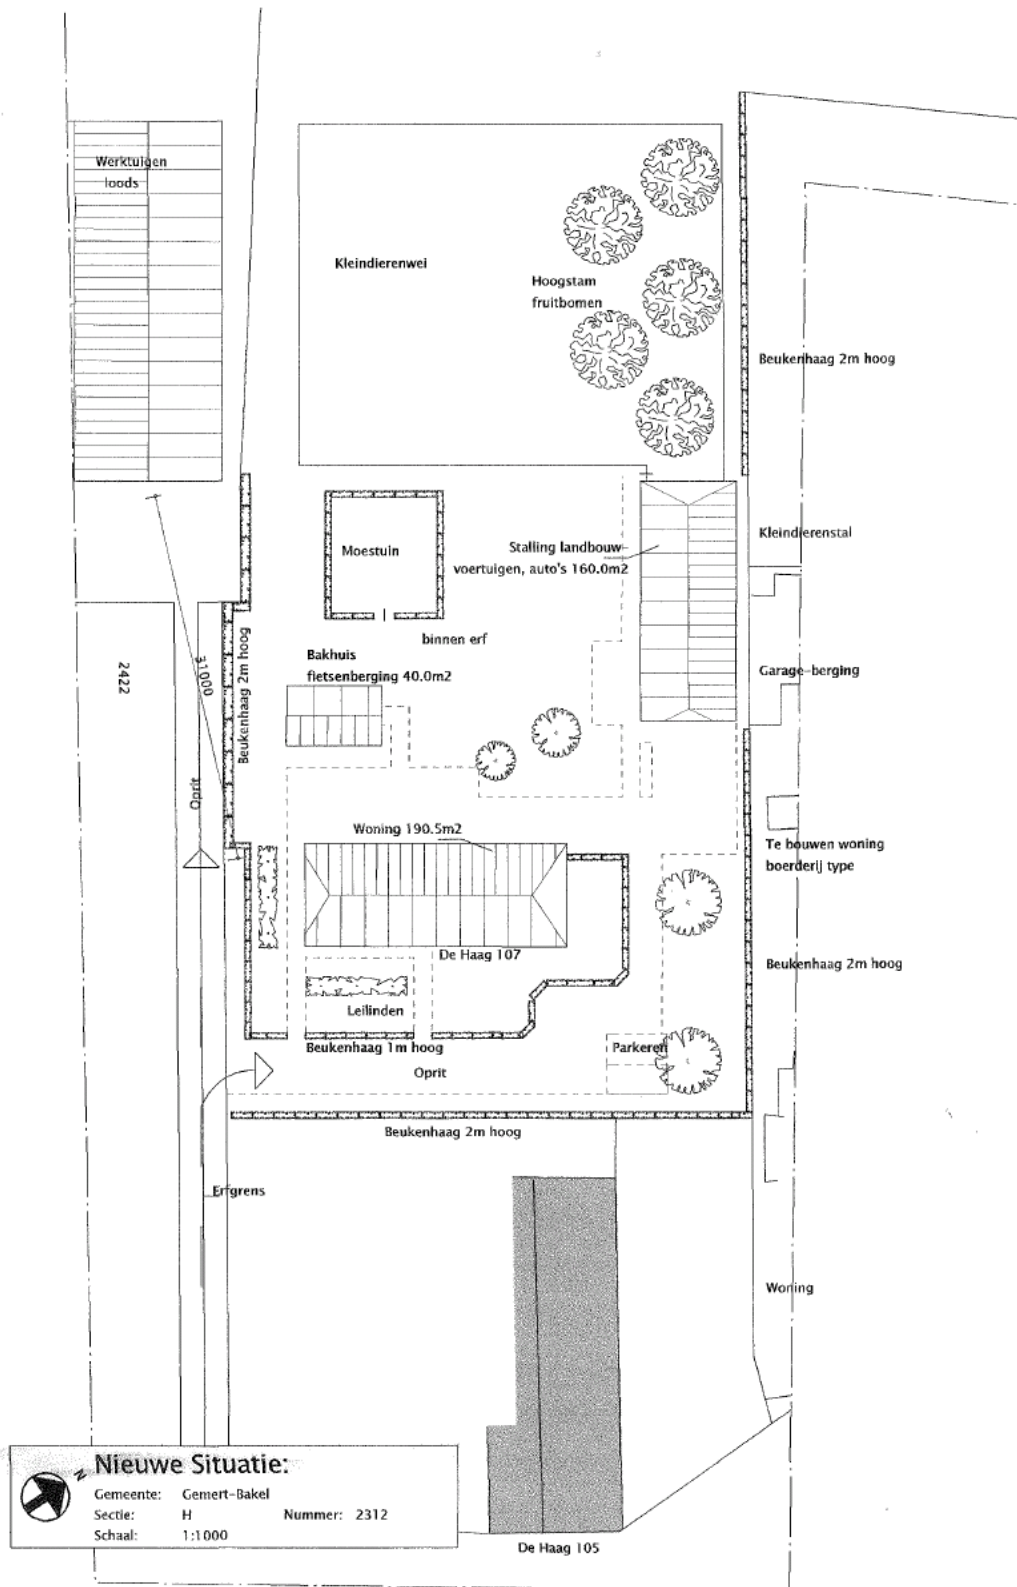 Werktuigen
loods
Kleindierenwei
Hoogstam
fruitbomen
Beukenhaag 2m hoog
Moestuin
Stalling landbouw-
voertuigen, auto's 160.0m2
Kleindierenstal
binnen erf
Beukenhaag 2m hoog
Bakhuis
fietsenberging 40.0m2
2422
31000
Garage-berging
Oprit
Woning 190.5m2
Te bouwen woning
boerderij type
De Haag 107
Beukenhaag 2m hoog
Leilinden
Beukenhaag 1m hoog
Parkeren
Oprit
Beukenhaag 2m hoog
Erfgrens
Woning
N
Nieuwe Situatie:
Gemeente: Gemert-Bakel
Sectie: H Nummer: 2312
Schaal: 1:1000
De Haag 105